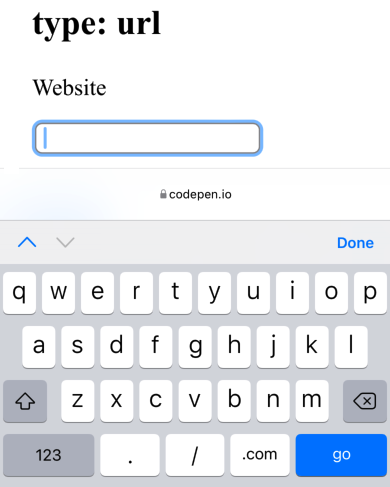 type: url
Website
codepen.io
Done
q w e r t y u i o p
a s d f g h j k l
z x c v b n m
123 . / .com go